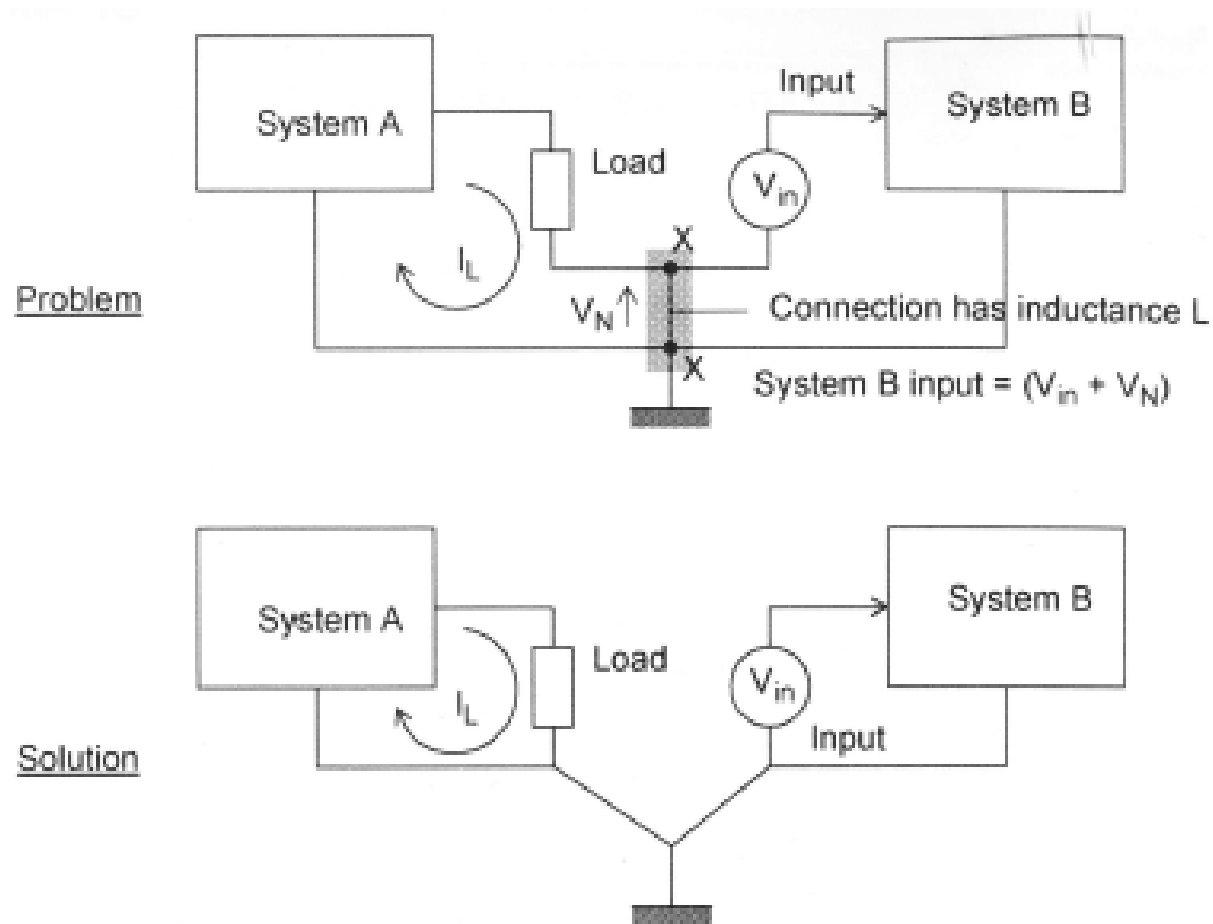 Input
System A
System B
Load
V_in
X
I_L
Problem
V_N ↑
Connection has inductance L
X
System B input = (V_in + V_N)
System A
System B
Load
V_in
I_L
Input
Solution